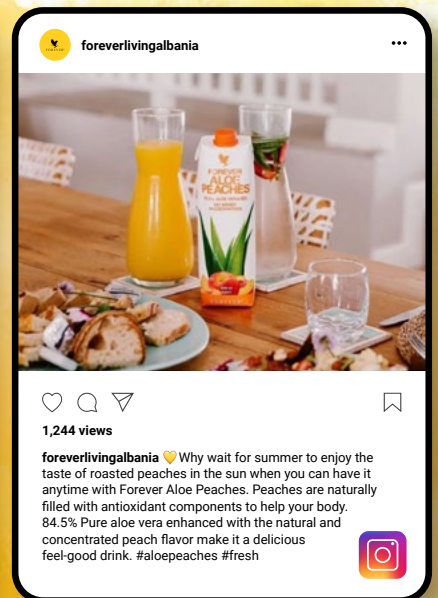 foreverlivingalbania
FOREVER
ALOE
PEACHES
1,244 views
foreverlivingalbania 💛Why wait for summer to enjoy the
taste of roasted peaches in the sun when you can have it
anytime with Forever Aloe Peaches. Peaches are naturally
filled with antioxidant components to help your body.
84.5% Pure aloe vera enhanced with the natural and
concentrated peach flavor make it a delicious
feel-good drink. #aloepeaches #fresh